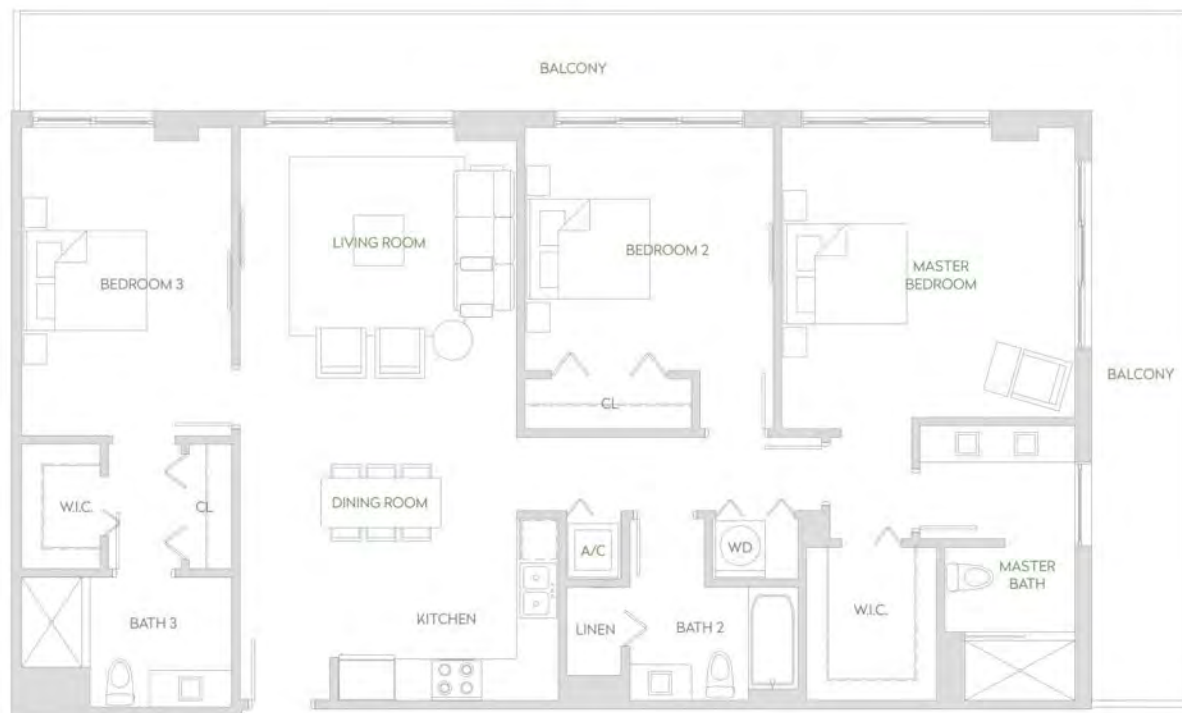 BALCONY
LIVING ROOM
BEDROOM 2
BEDROOM 3
MASTER
BEDROOM
BALCONY
CL
W.I.C.
CL
DINING ROOM
A/C
WD
MASTER
BATH
W.I.C.
BATH 3
KITCHEN
LINEN
BATH 2